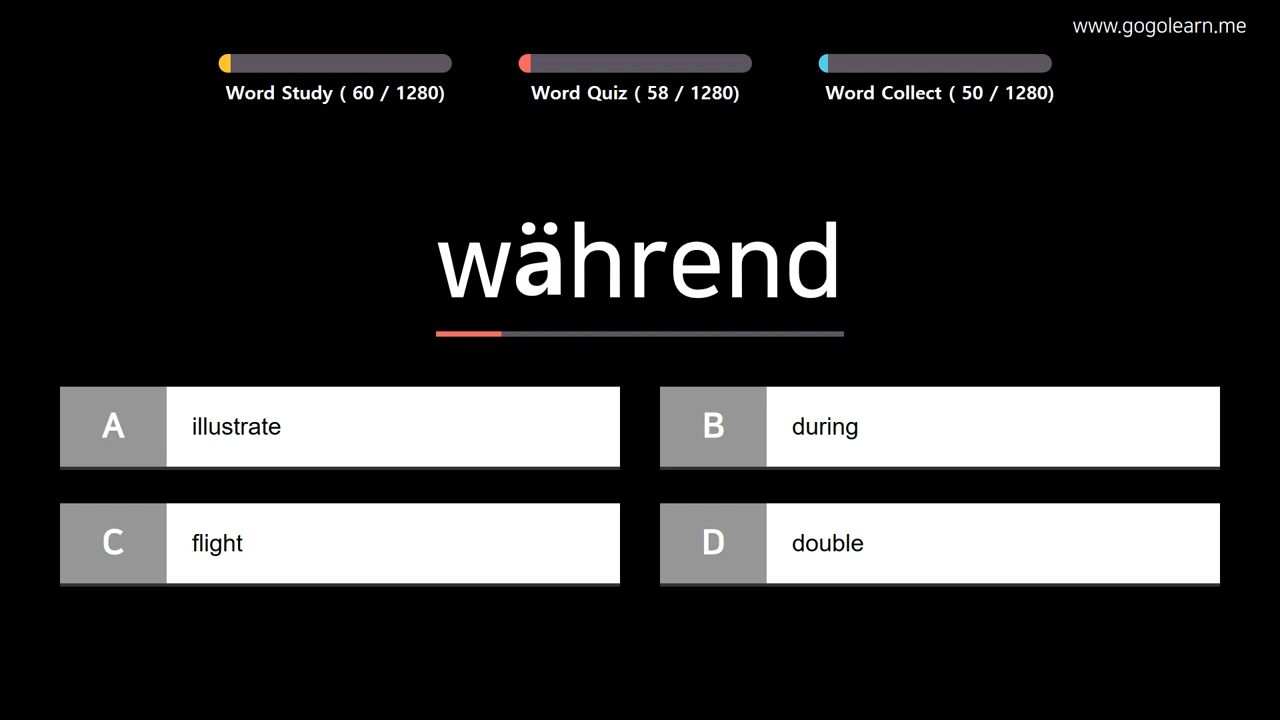 www.gogolearn.me
Word Study ( 60 / 1280)
Word Quiz ( 58 / 1280)
Word Collect ( 50 / 1280)
während
A illustrate
B during
C flight
D double